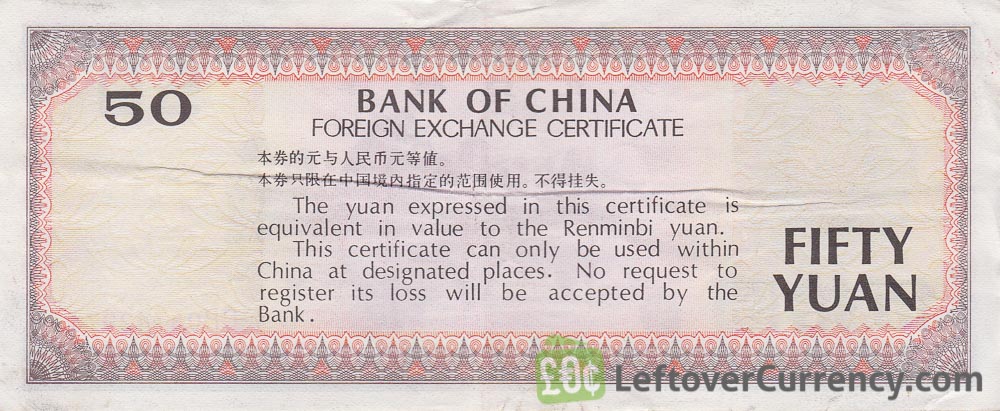 50
BANK OF CHINA
FOREIGN EXCHANGE CERTIFICATE
本券的元与人民币元等値。
本券只限在中国境内指定的范围使用。不得挂失。
The yuan expressed in this certificate is
equivalent in value to the Renminbi yuan.
This certificate can only be used within
China at designated places. No request to
register its loss will be accepted by the
Bank.
FIFTY
YUAN
£0¢ LeftoverCurrency.com